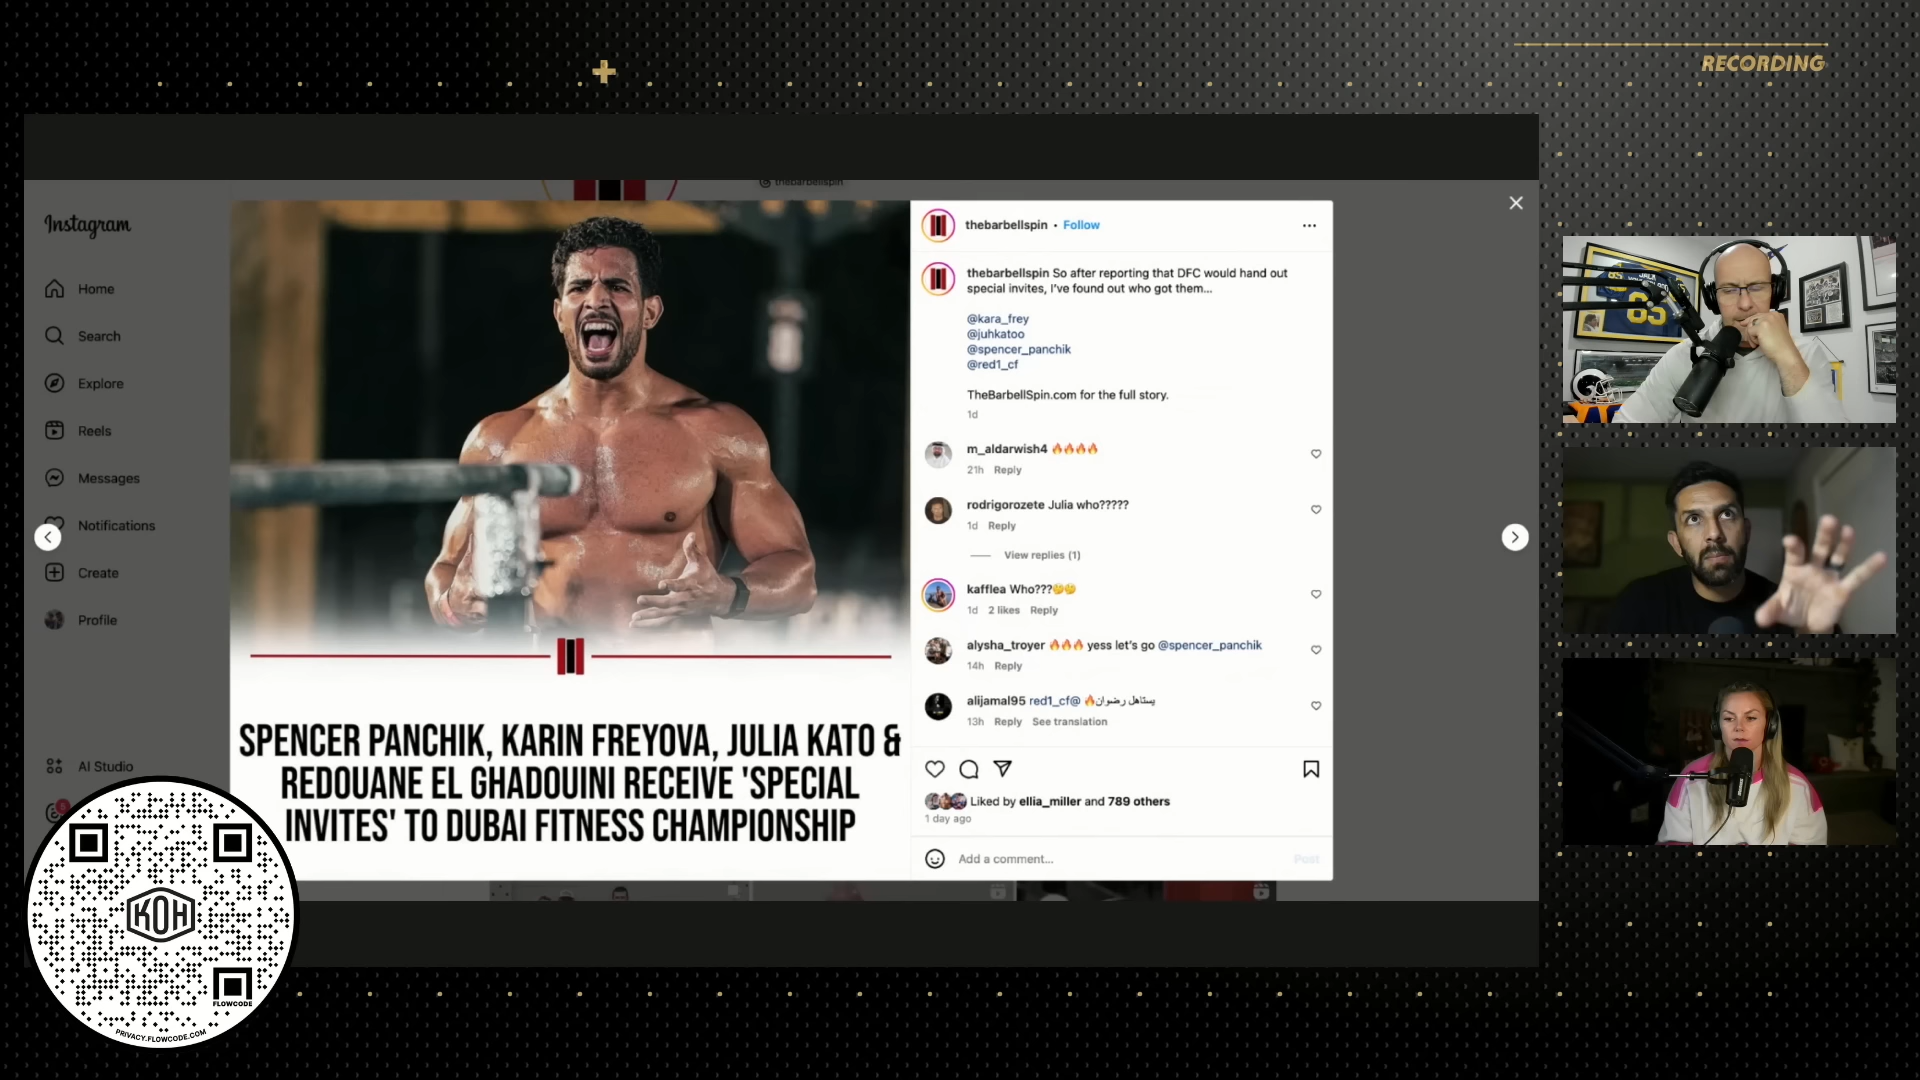 RECORDING
thebarbellspin
Instagram
Home
Search
Explore
Reels
Messages
Notifications
Create
Profile
AI Studio
5
SPENCER PANCHIK, KARIN FREYOVA, JULIA KATO &
REDOUANE EL GHADOUINI RECEIVE 'SPECIAL
INVITES' TO DUBAI FITNESS CHAMPIONSHIP
thebarbellspin • Follow
thebarbellspin So after reporting that DFC would hand out
special invites, I've found out who got them...
@kara_frey
@juhkatoo
@spencer_panchik
@red1_cf
TheBarbellSpin.com for the full story.
1d
m_aldarwish4 🔥🔥🔥🔥
21h Reply
rodrigorozete Julia who?????
1d Reply
View replies (1)
kafflea Who???🤔🤔
1d 2 likes Reply
alysha_troyer 🔥🔥🔥 yess let's go @spencer_panchik
14h Reply
alijamal95 red1_cf@ 🔥يستاهل رضوان
13h Reply See translation
Liked by ellia_miller and 789 others
1 day ago
Add a comment...
Post
85
KOH
FLOWCODE
PRIVACY.FLOWCODE.COM